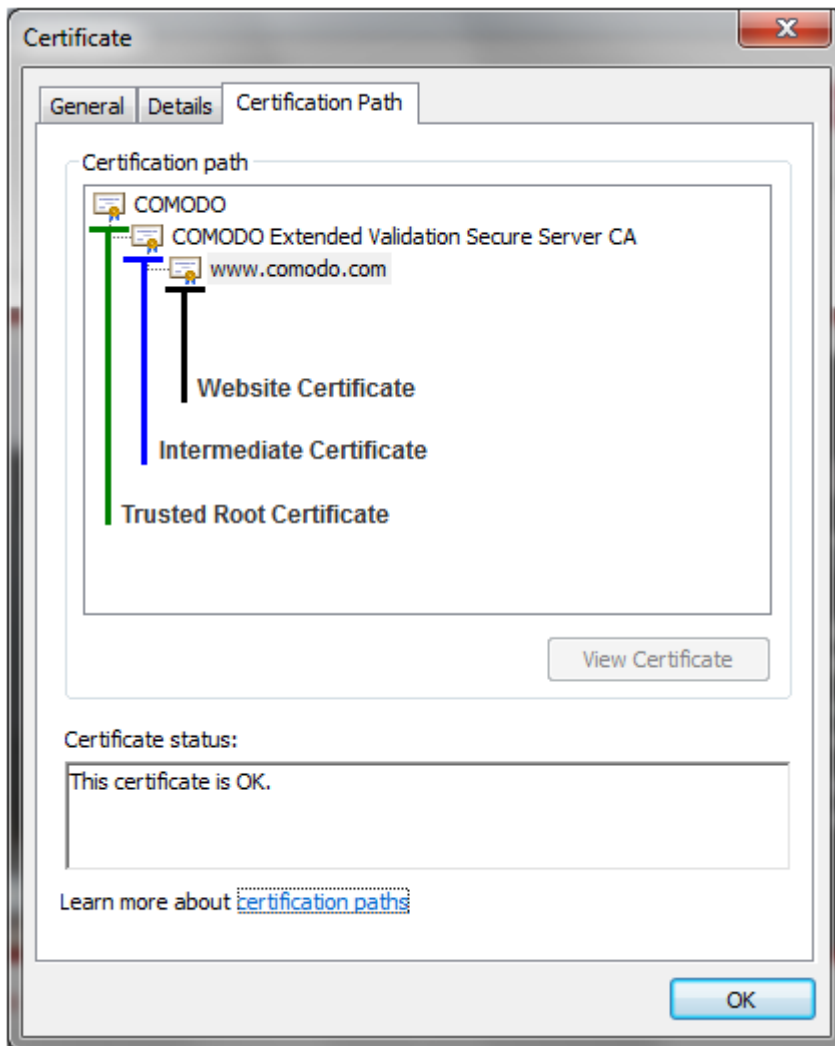 Certificate
General Details Certification Path
Certification path
COMODO
COMODO Extended Validation Secure Server CA
www.comodo.com
Website Certificate
Intermediate Certificate
Trusted Root Certificate
View Certificate
Certificate status:
This certificate is OK.
Learn more about certification paths
OK